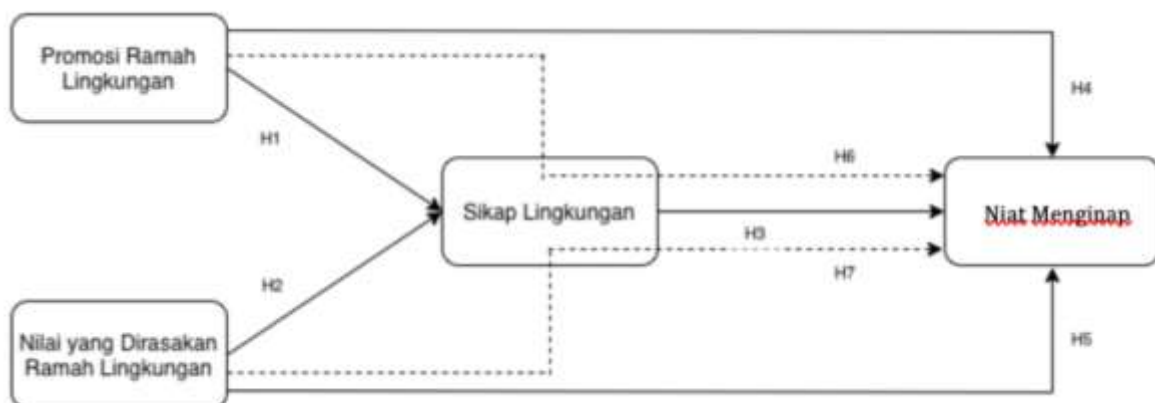 Promosi Ramah
Lingkungan
H4
H1
H6
Sikap Lingkungan
Niat Menginap
H3
H7
H2
Nilai yang Dirasakan
Ramah Lingkungan
H5